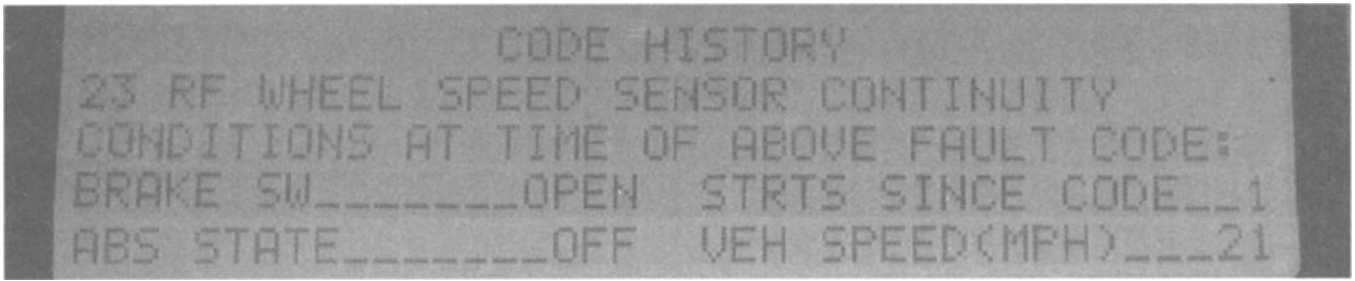 CODE HISTORY
23 RF WHEEL SPEED SENSOR CONTINUITY
CONDITIONS AT TIME OF ABOVE FAULT CODE:
BRAKE SW_______OPEN STRTS SINCE CODE__1
ABS STATE_______OFF VEH SPEED(MPH)___21